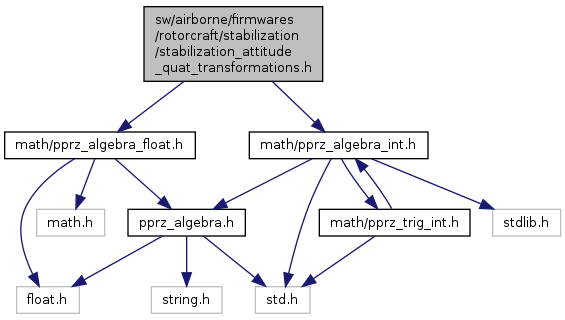 sw/airborne/firmwares
/rotorcraft/stabilization
/stabilization_attitude
_quat_transformations.h
math/pprz_algebra_float.h
math/pprz_algebra_int.h
math.h
pprz_algebra.h
math/pprz_trig_int.h
stdlib.h
float.h
string.h
std.h